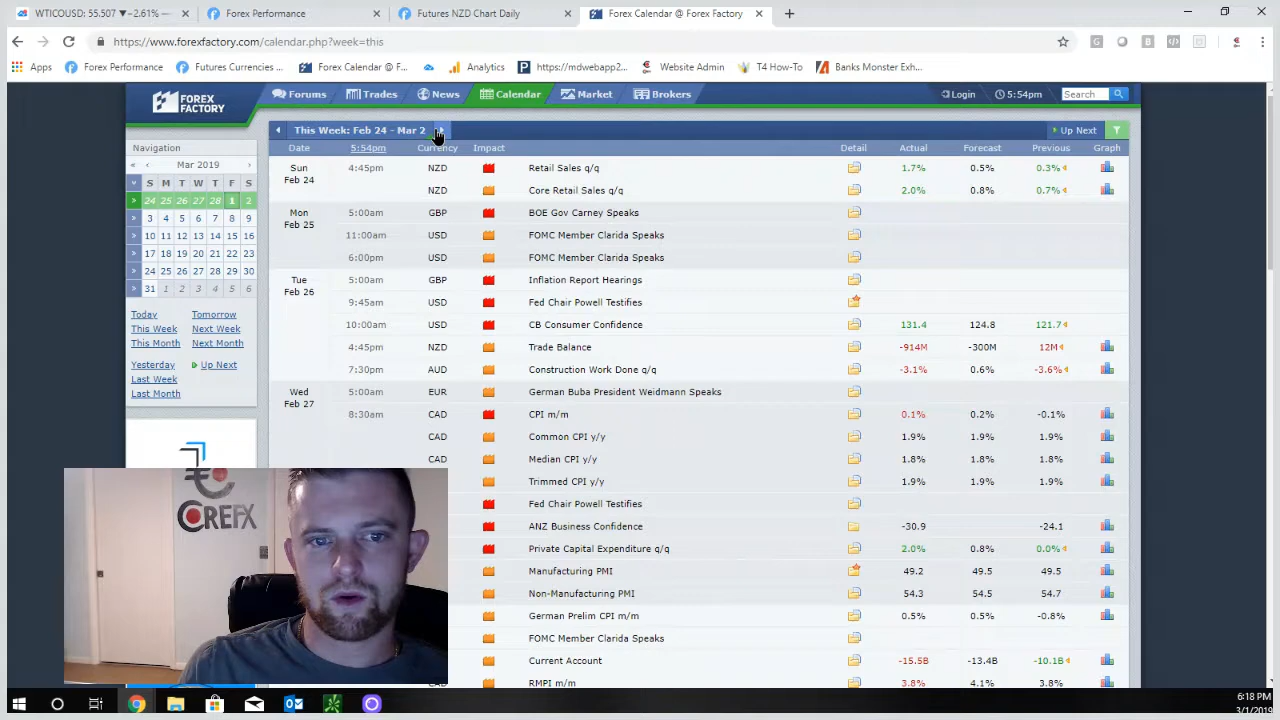 WTICOUSD: 55.507 ▼−2.61% —
Forex Performance
Futures NZD Chart Daily
Forex Calendar @ Forex Factory
https://www.forexfactory.com/calendar.php?week=this
Apps
Forex Performance
Futures Currencies ...
Forex Calendar @ F...
Analytics
https://mdwebapp2...
Website Admin
T4 How-To
Banks Monster Exh...
FOREX FACTORY
Forums
Trades
News
Calendar
Market
Brokers
Login
5:54pm
Search
Navigation
Mar 2019
S M T W T F S
24 25 26 27 28 1 2
3 4 5 6 7 8 9
10 11 12 13 14 15 16
17 18 19 20 21 22 23
24 25 26 27 28 29 30
31 1 2 3 4 5 6
Today Tomorrow
This Week Next Week
This Month Next Month
Yesterday Up Next
Last Week
Last Month
This Week: Feb 24 - Mar 2
Up Next
Date 5:54pm Currency Impact Detail Actual Forecast Previous Graph
Sun Feb 24 4:45pm NZD Retail Sales q/q 1.7% 0.5% 0.3%
NZD Core Retail Sales q/q 2.0% 0.8% 0.7%
Mon Feb 25 5:00am GBP BOE Gov Carney Speaks
11:00am USD FOMC Member Clarida Speaks
6:00pm USD FOMC Member Clarida Speaks
Tue Feb 26 5:00am GBP Inflation Report Hearings
9:45am USD Fed Chair Powell Testifies
10:00am USD CB Consumer Confidence 131.4 124.8 121.7
4:45pm NZD Trade Balance -914M -300M 12M
7:30pm AUD Construction Work Done q/q -3.1% 0.6% -3.6%
Wed Feb 27 5:00am EUR German Buba President Weidmann Speaks
8:30am CAD CPI m/m 0.1% 0.2% -0.1%
CAD Common CPI y/y 1.9% 1.9% 1.9%
CAD Median CPI y/y 1.8% 1.8% 1.8%
Trimmed CPI y/y 1.9% 1.9% 1.9%
Fed Chair Powell Testifies
ANZ Business Confidence -30.9 -24.1
Private Capital Expenditure q/q 2.0% 0.8% 0.0%
Manufacturing PMI 49.2 49.5 49.5
Non-Manufacturing PMI 54.3 54.5 54.7
German Prelim CPI m/m 0.5% 0.5% -0.8%
FOMC Member Clarida Speaks
Current Account -15.5B -13.4B -10.1B
RMPI m/m 3.8% 4.1% 3.8%
COREFX
6:18 PM
3/1/2019